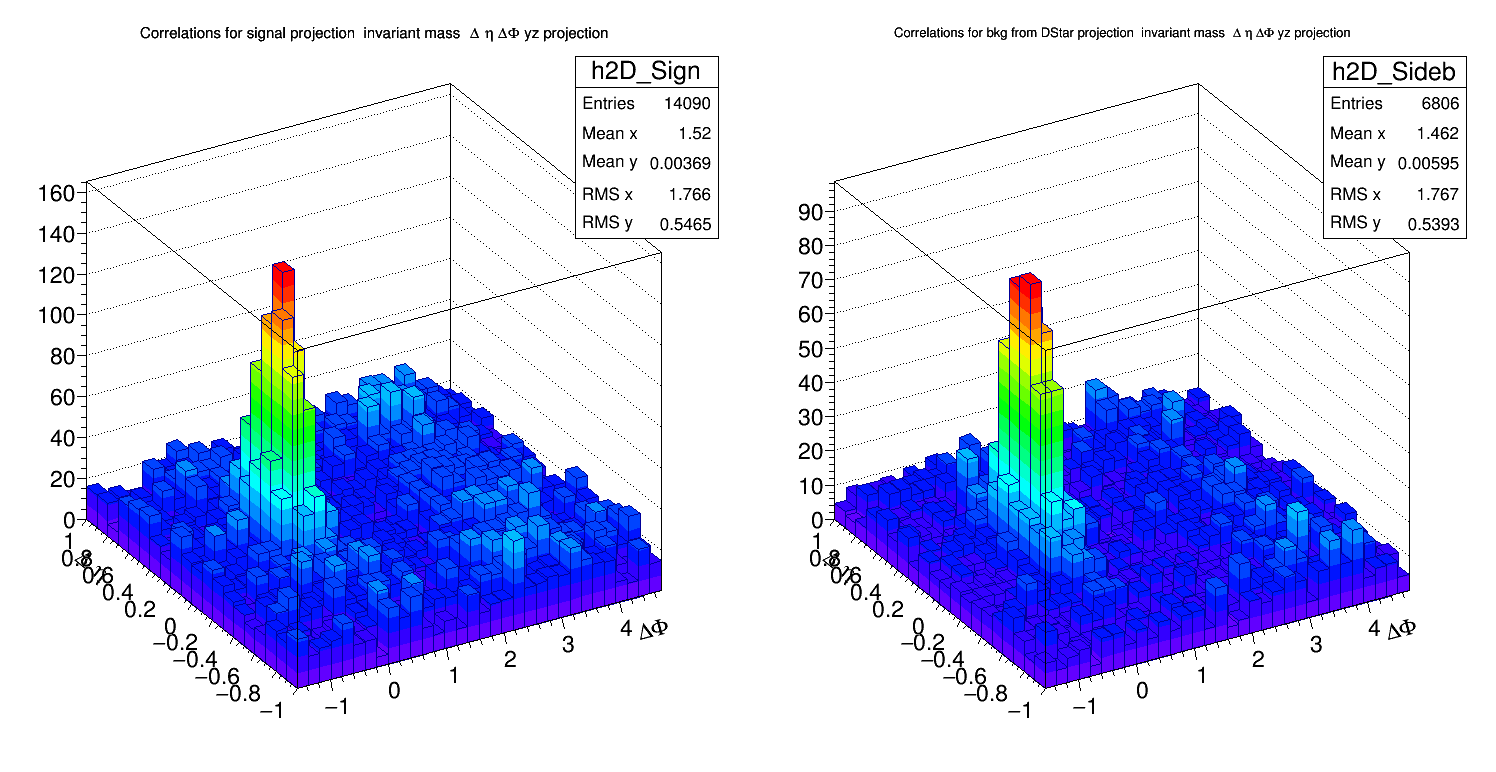 Correlations for signal projection invariant mass Δ η ΔΦ yz projection
h2D_Sign
Entries 14090
Mean x 1.52
Mean y 0.00369
RMS x 1.766
RMS y 0.5465
160
140
120
100
80
60
40
20
0
1
0.8
0.6
0.4
0.2
0
−0.2
−0.4
−0.6
−0.8
−1
Δ η
−1
0
1
2
3
4
ΔΦ
Correlations for bkg from DStar projection invariant mass Δ η ΔΦ yz projection
h2D_Sideb
Entries 6806
Mean x 1.462
Mean y 0.00595
RMS x 1.767
RMS y 0.5393
90
80
70
60
50
40
30
20
10
0
1
0.8
0.6
0.4
0.2
0
−0.2
−0.4
−0.6
−0.8
−1
Δ η
−1
0
1
2
3
4
ΔΦ